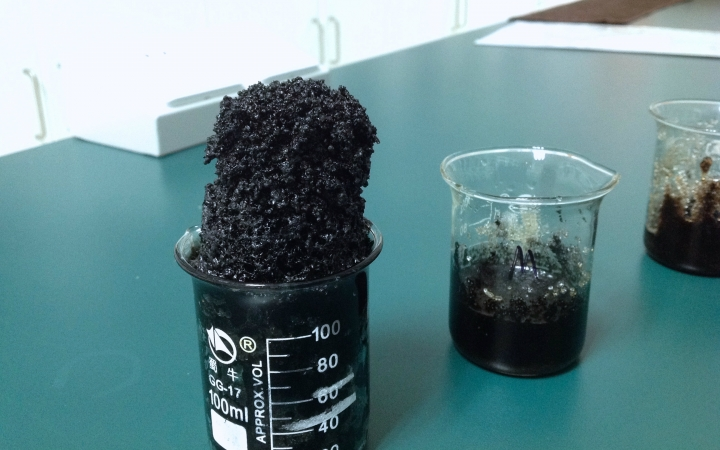 ®
蜀 牛
GG-17
100ml
APPROX.VOL
100
80
60
40
M